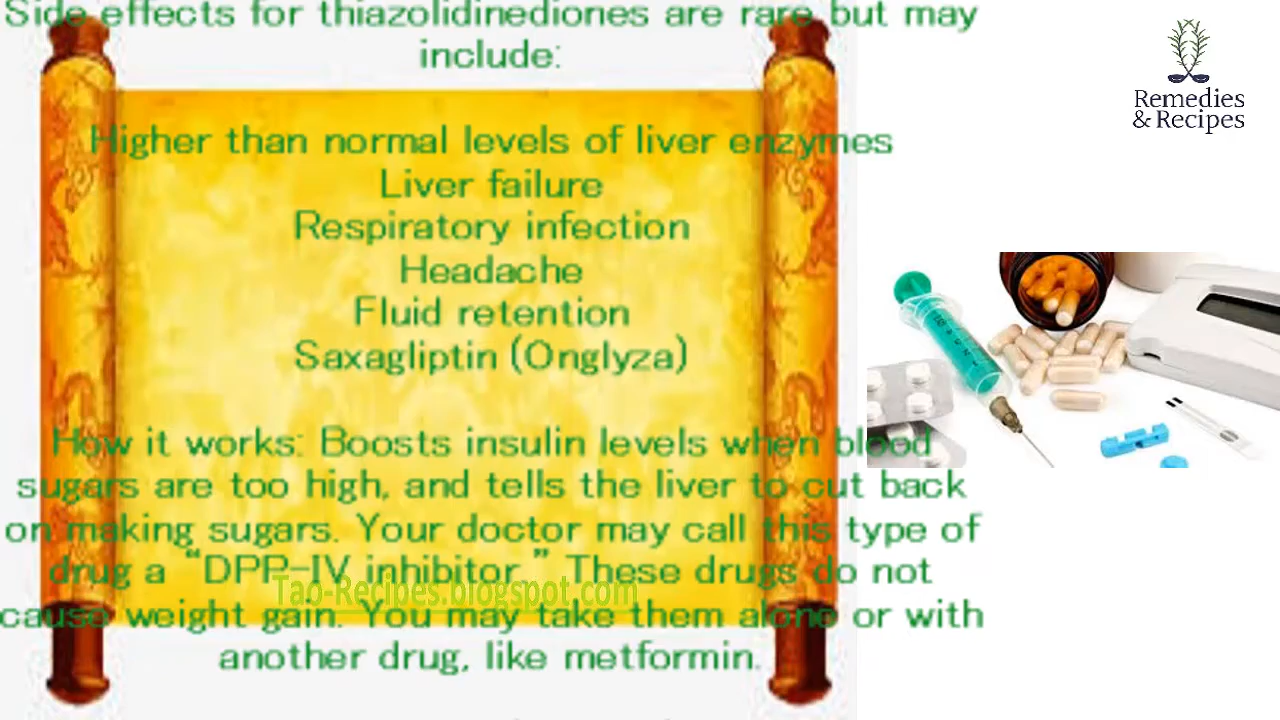 Side effects for thiazolidinediones are rare but may
include:
Higher than normal levels of liver enzymes
Liver failure
Respiratory infection
Headache
Fluid retention
Saxagliptin (Onglyza)
How it works: Boosts insulin levels when blood
sugars are too high, and tells the liver to cut back
on making sugars. Your doctor may call this type of
drug a “DPP-IV inhibitor.” These drugs do not
cause weight gain. You may take them alone or with
another drug, like metformin.
Tao-Recipes.blogspot.com
Remedies
& Recipes